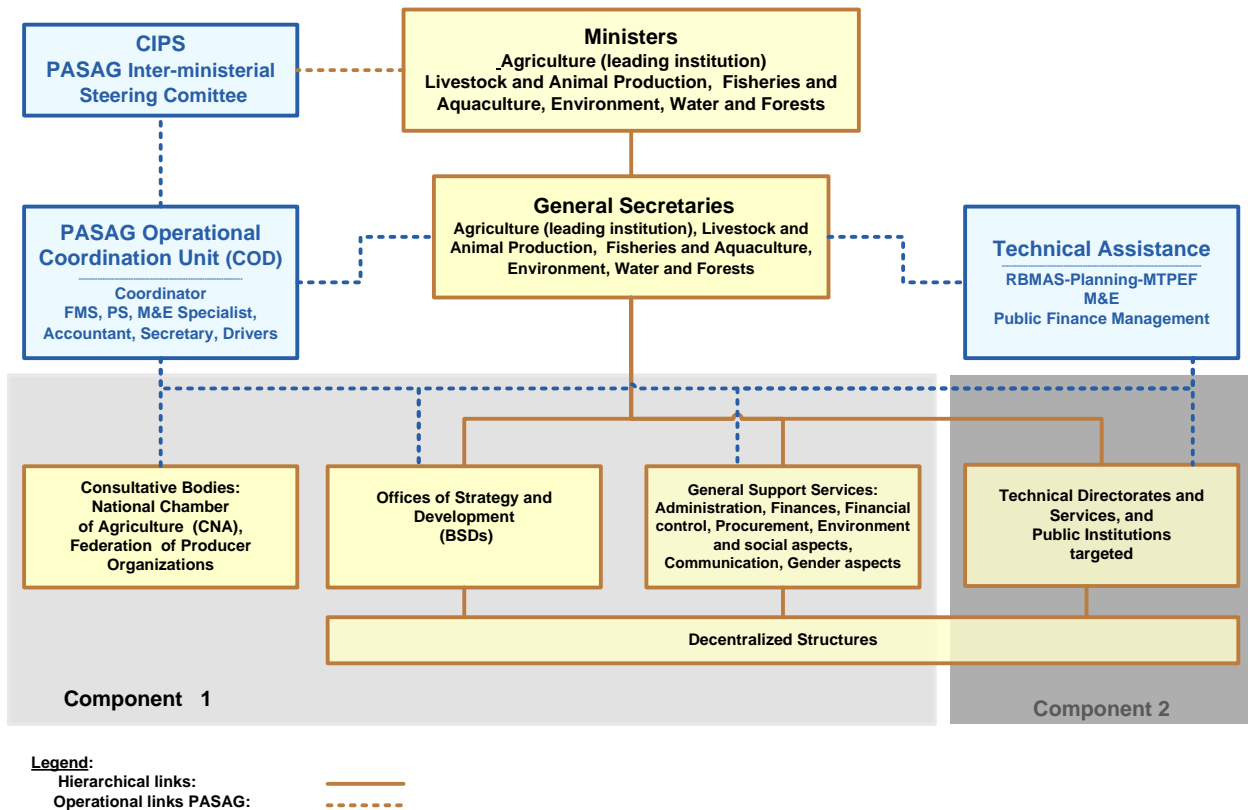 CIPS
PASAG Inter-ministerial
Steering Comittee
Ministers
Agriculture (leading institution)
Livestock and Animal Production, Fisheries and
Aquaculture, Environment, Water and Forests
PASAG Operational
Coordination Unit (COD)
Coordinator
FMS, PS, M&E Specialist,
Accountant, Secretary, Drivers
General Secretaries
Agriculture (leading institution), Livestock and
Animal Production, Fisheries and Aquaculture,
Environment, Water and Forests
Technical Assistance
RBMAS-Planning-MTPEF
M&E
Public Finance Management
Consultative Bodies:
National Chamber
of Agriculture (CNA),
Federation of Producer
Organizations
Offices of Strategy and
Development
(BSDs)
General Support Services:
Administration, Finances, Financial
control, Procurement, Environment
and social aspects,
Communication, Gender aspects
Technical Directorates and
Services, and
Public Institutions
targeted
Decentralized Structures
Component 1
Component 2
Legend:
Hierarchical links:
Operational links PASAG: